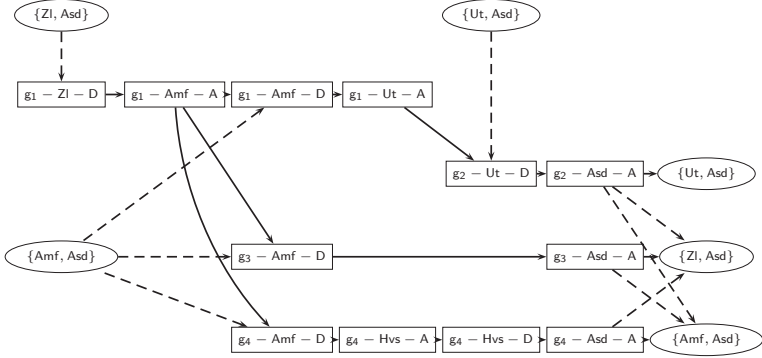 {Zl, Asd}
{Ut, Asd}
g1 − Zl − D
g1 − Amf − A
g1 − Amf − D
g1 − Ut − A
g2 − Ut − D
g2 − Asd − A
{Ut, Asd}
{Amf, Asd}
g3 − Amf − D
g3 − Asd − A
{Zl, Asd}
g4 − Amf − D
g4 − Hvs − A
g4 − Hvs − D
g4 − Asd − A
{Amf, Asd}